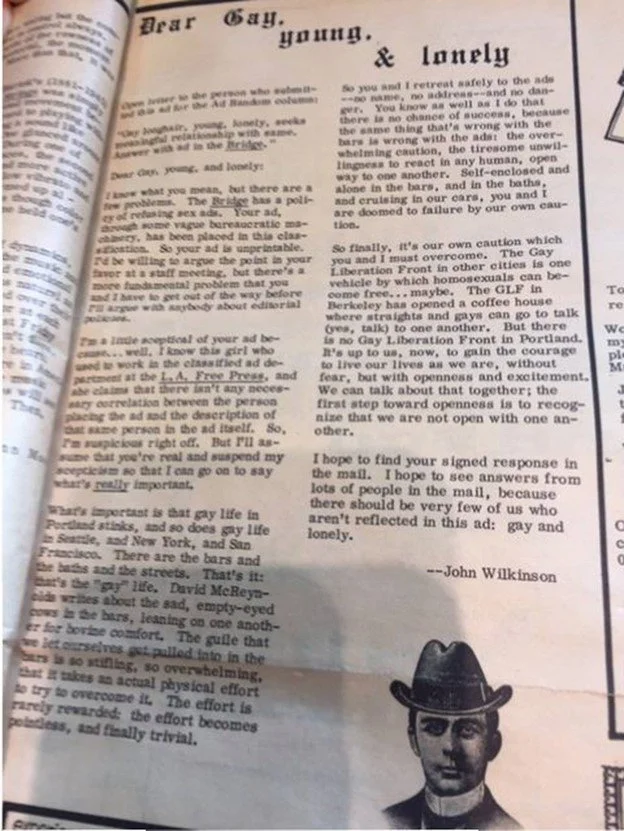 Dear Gay,
young,
& lonely
Open letter to the person who submit-
ted this ad for the Ad Random column:
"Gay longhair, young, lonely, seeks
meaningful relationship with same.
Answer with ad in the Bridge."
Dear Gay, young, and lonely:
I know what you mean, but there are a
few problems. The Bridge has a poli-
cy of refusing sex ads. Your ad,
through some vague bureaucratic ma-
chinery, has been placed in this clas-
sification. So your ad is unprintable.
I'd be willing to argue the point in your
favor at a staff meeting, but there's a
more fundamental problem that you
and I have to get out of the way before
I'll argue with anybody about editorial
policies.
I'm a little sceptical of your ad be-
cause... well, I know this girl who
used to work in the classified ad de-
partment at the L.A. Free Press, and
she claims that there isn't any neces-
sary correlation between the person
placing the ad and the description of
that same person in the ad itself. So,
I'm suspicious right off. But I'll as-
sume that you're real and suspend my
scepticism so that I can go on to say
what's really important.
What's important is that gay life in
Portland stinks, and so does gay life
in Seattle, and New York, and San
Francisco. There are the bars and
the baths and the streets. That's it:
that's the "gay" life. David McReyn-
olds writes about the sad, empty-eyed
cows in the bars, leaning on one anoth-
er for bovine comfort. The guile that
we let ourselves get pulled into in the
bars is so stifling, so overwhelming,
that it takes an actual physical effort
to try to overcome it. The effort is
rarely rewarded: the effort becomes
pointless, and finally trivial.
So you and I retreat safely to the ads
--no name, no address--and no dan-
ger. You know as well as I do that
there is no chance of success, because
the same thing that's wrong with the
bars is wrong with the ads: the over-
whelming caution, the tiresome unwil-
lingness to react in any human, open
way to one another. Self-enclosed and
alone in the bars, and in the baths,
and cruising in our cars, you and I
are doomed to failure by our own cau-
tion.
So finally, it's our own caution which
you and I must overcome. The Gay
Liberation Front in other cities is one
vehicle by which homosexuals can be-
come free... maybe. The GLF in
Berkeley has opened a coffee house
where straights and gays can go to talk
(yes, talk) to one another. But there
is no Gay Liberation Front in Portland.
It's up to us, now, to gain the courage
to live our lives as we are, without
fear, but with openness and excitement.
We can talk about that together; the
first step toward openness is to recog-
nize that we are not open with one an-
other.
I hope to find your signed response in
the mail. I hope to see answers from
lots of people in the mail, because
there should be very few of us who
aren't reflected in this ad: gay and
lonely.
--John Wilkinson